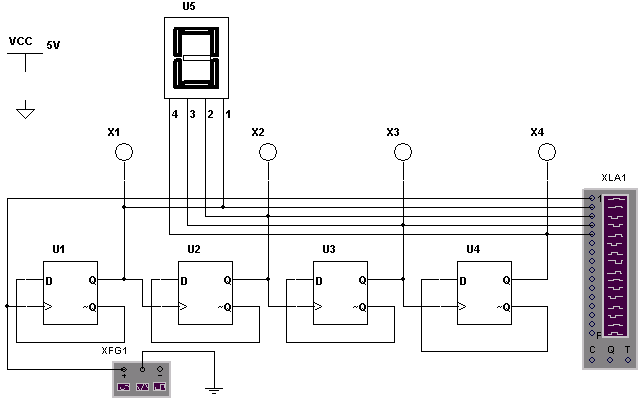 U5
VCC 5V
4 3 2 1
X1 X2 X3 X4
XLA1
1
U1 U2 U3 U4
D Q D Q D Q D Q
~Q ~Q ~Q ~Q
F
XFG1
C Q T
+ −